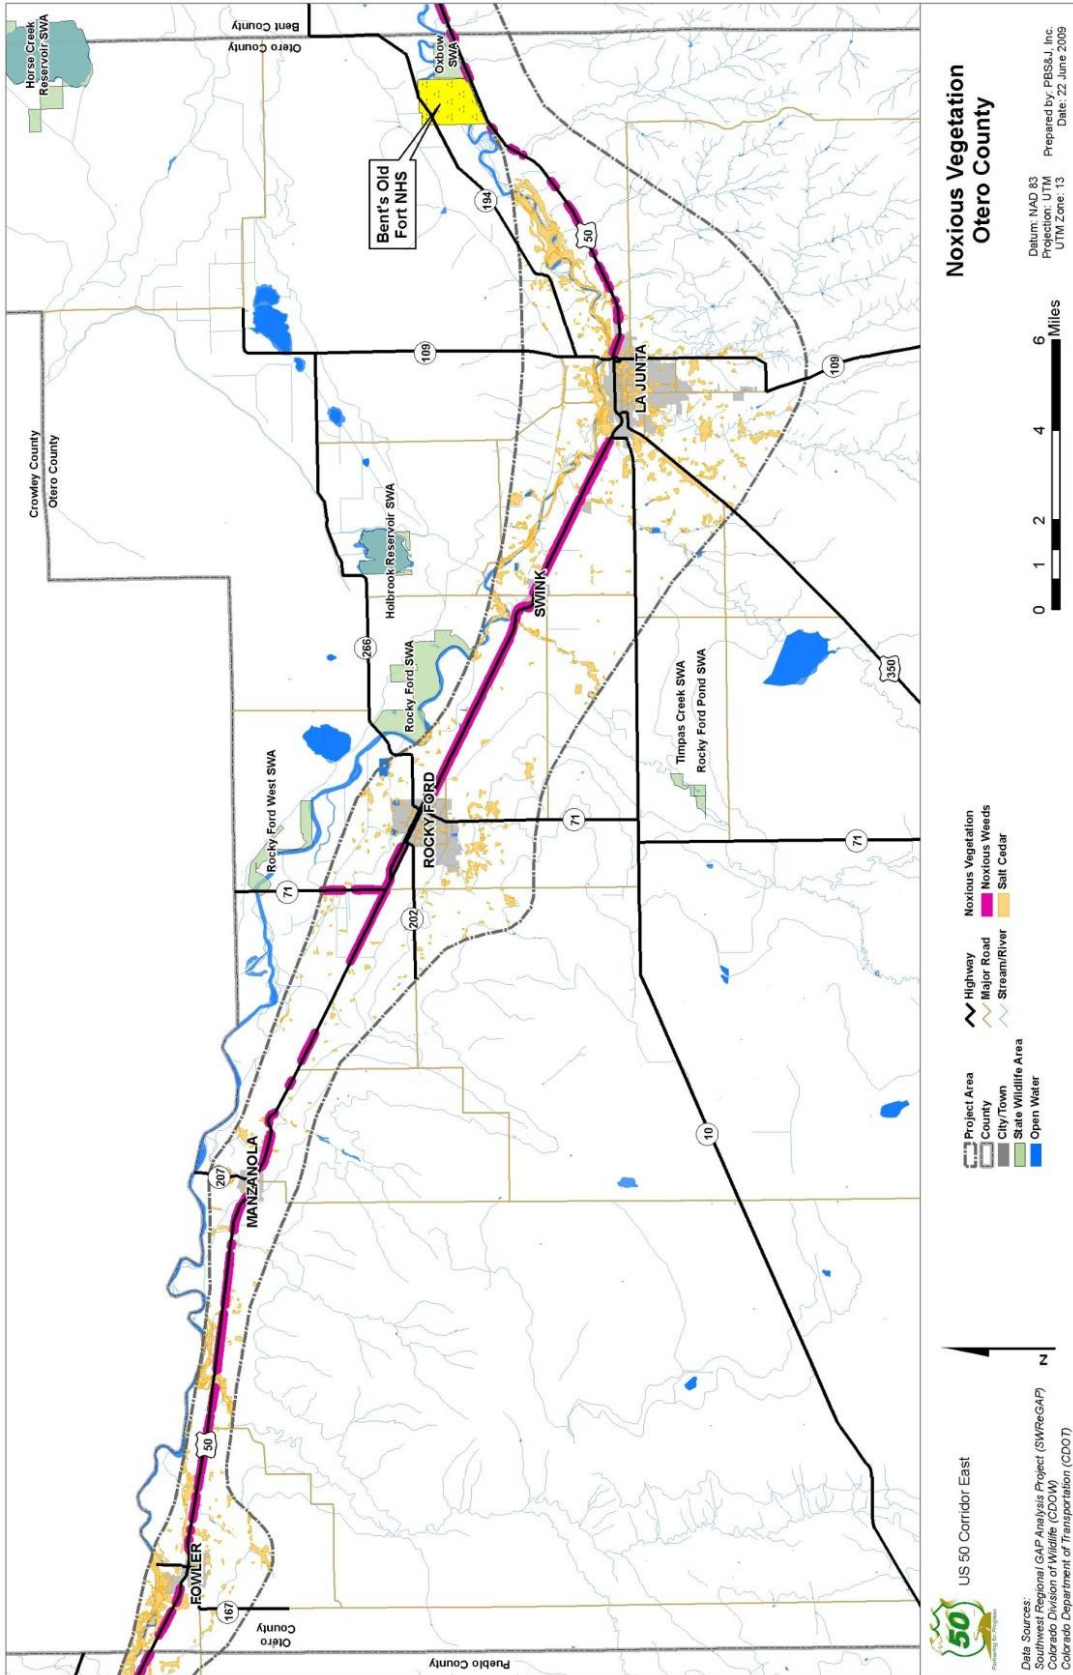 Horse Creek
Reservoir SWA
Bent County
Otero County
Oxbow
SWA
Bent's Old
Fort NHS
194
50
Crowley County
Otero County
109
LA JUNTA
109
Holbrook Reservoir SWA
SWINK
266
Rocky Ford SWA
350
Timpas Creek SWA
Rocky Ford Pond SWA
Rocky Ford West SWA
ROCKY FORD
71
71
71
202
10
207
MANZANOLA
50
FOWLER
167
Otero
County
Pueblo County
50
US 50 Corridor East
Data Sources:
Southwest Regional GAP Analysis Project (SWReGAP)
Colorado Division of Wildlife (CDOW)
Colorado Department of Transportation (CDOT)
N
Project Area
County
City/Town
State Wildlife Area
Open Water
Highway
Major Road
Stream/River
Noxious Vegetation
Noxious Weeds
Salt Cedar
0 1 2 4 6
Miles
Noxious Vegetation
Otero County
Datum: NAD 83
Projection: UTM
UTM Zone: 13
Prepared by: PBS&J, Inc.
Date: 22 June 2009